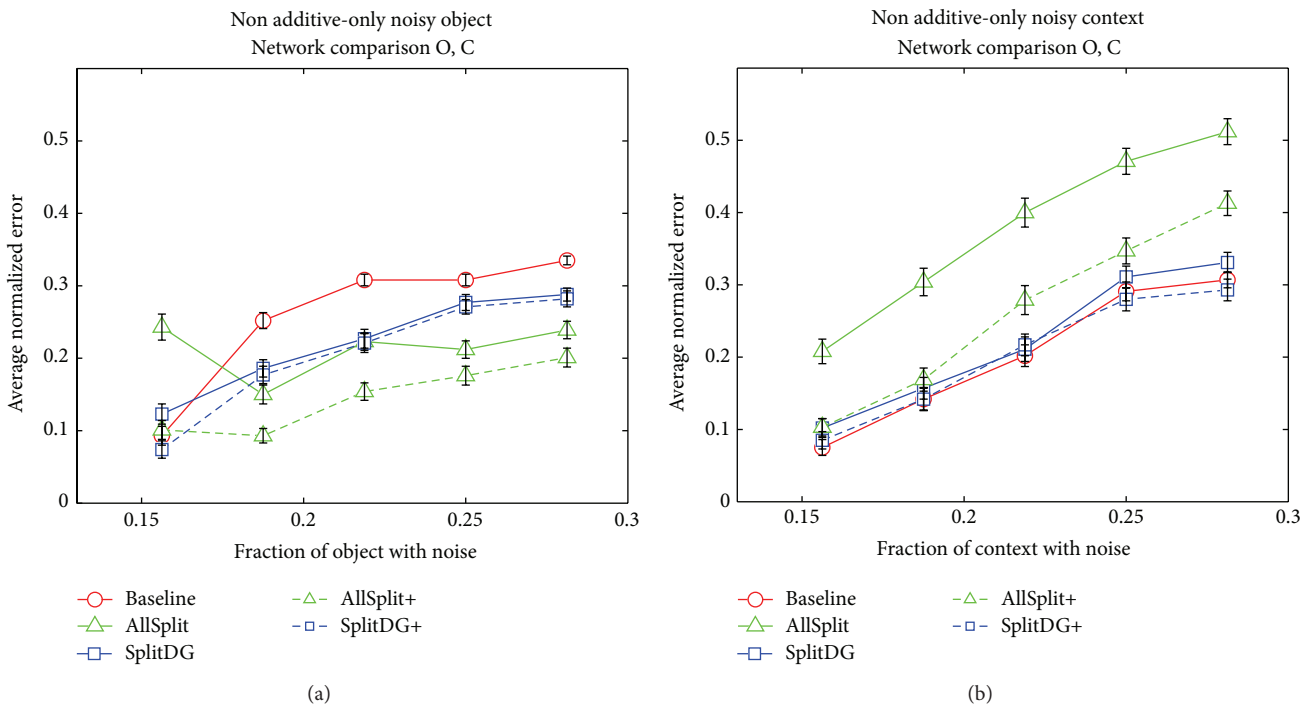 Non additive-only noisy object
Network comparison O, C
Average normalized error
0.5
0.4
0.3
0.2
0.1
0
0.15
0.2
0.25
0.3
Fraction of object with noise
Baseline
AllSplit
SplitDG
AllSplit+
SplitDG+
(a)
Non additive-only noisy context
Network comparison O, C
Average normalized error
0.5
0.4
0.3
0.2
0.1
0
0.15
0.2
0.25
0.3
Fraction of context with noise
Baseline
AllSplit
SplitDG
AllSplit+
SplitDG+
(b)